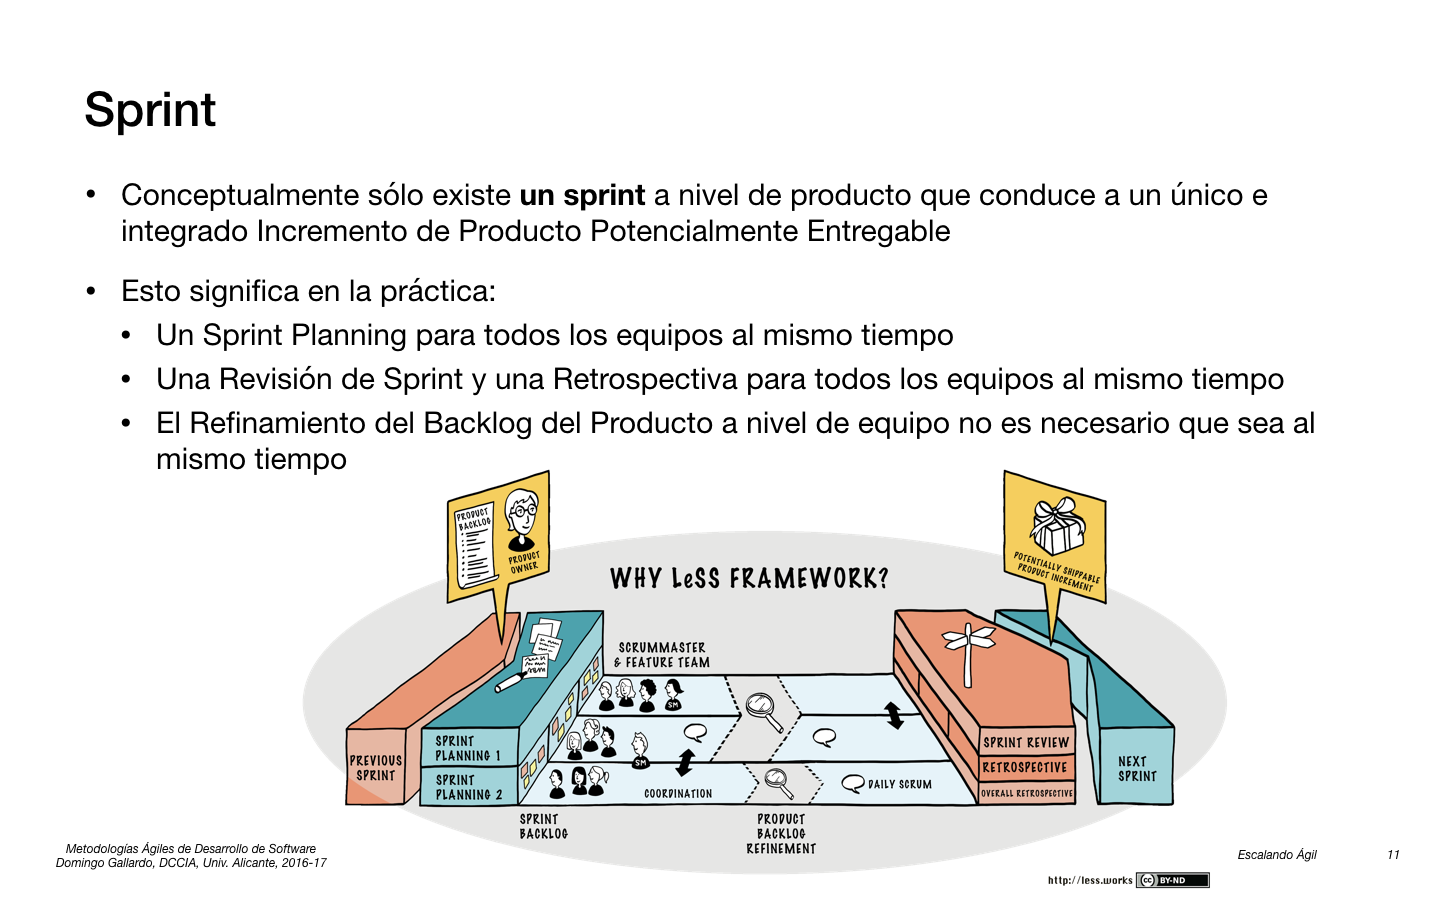 Sprint
• Conceptualmente sólo existe un sprint a nivel de producto que conduce a un único e
integrado Incremento de Producto Potencialmente Entregable
• Esto significa en la práctica:
• Un Sprint Planning para todos los equipos al mismo tiempo
• Una Revisión de Sprint y una Retrospectiva para todos los equipos al mismo tiempo
• El Refinamiento del Backlog del Producto a nivel de equipo no es necesario que sea al
mismo tiempo
PRODUCT
BACKLOG
PRODUCT
OWNER
POTENTIALLY SHIPPABLE
PRODUCT INCREMENT
WHY LeSS FRAMEWORK?
SCRUMMASTER
& FEATURE TEAM
SM
SM
PREVIOUS
SPRINT
SPRINT
PLANNING 1
SPRINT
PLANNING 2
COORDINATION
DAILY SCRUM
SPRINT REVIEW
RETROSPECTIVE
OVERALL RETROSPECTIVE
NEXT
SPRINT
SPRINT
BACKLOG
PRODUCT
BACKLOG
REFINEMENT
Metodologías Ágiles de Desarrollo de Software
Domingo Gallardo, DCCIA, Univ. Alicante, 2016-17
Escalando Ágil
11
http://less.works
cc BY-ND